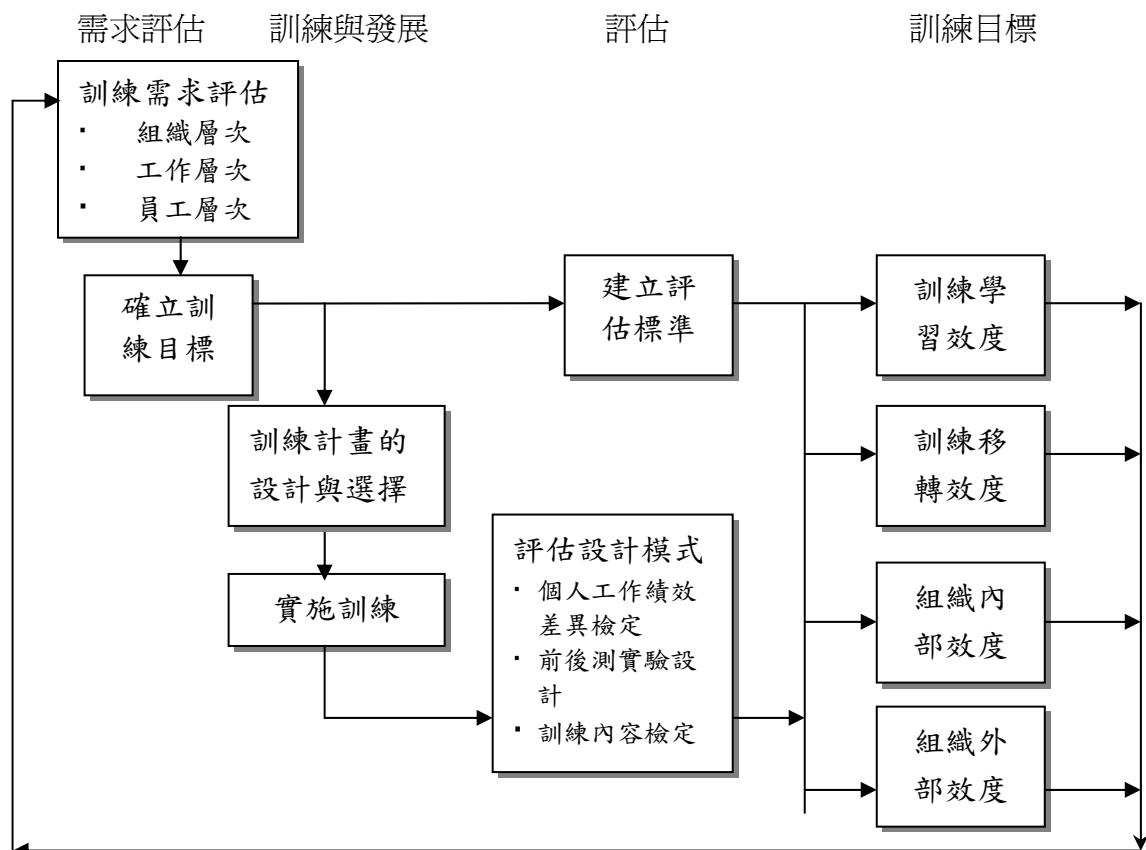 需求評估
訓練與發展
評估
訓練目標
訓練需求評估
▪ 組織層次
▪ 工作層次
▪ 員工層次
確立訓
練目標
建立評
估標準
訓練學
習效度
訓練計畫的
設計與選擇
訓練移
轉效度
評估設計模式
▪ 個人工作績效
差異檢定
▪ 前後測實驗設
計
▪ 訓練內容檢定
實施訓練
組織內
部效度
組織外
部效度